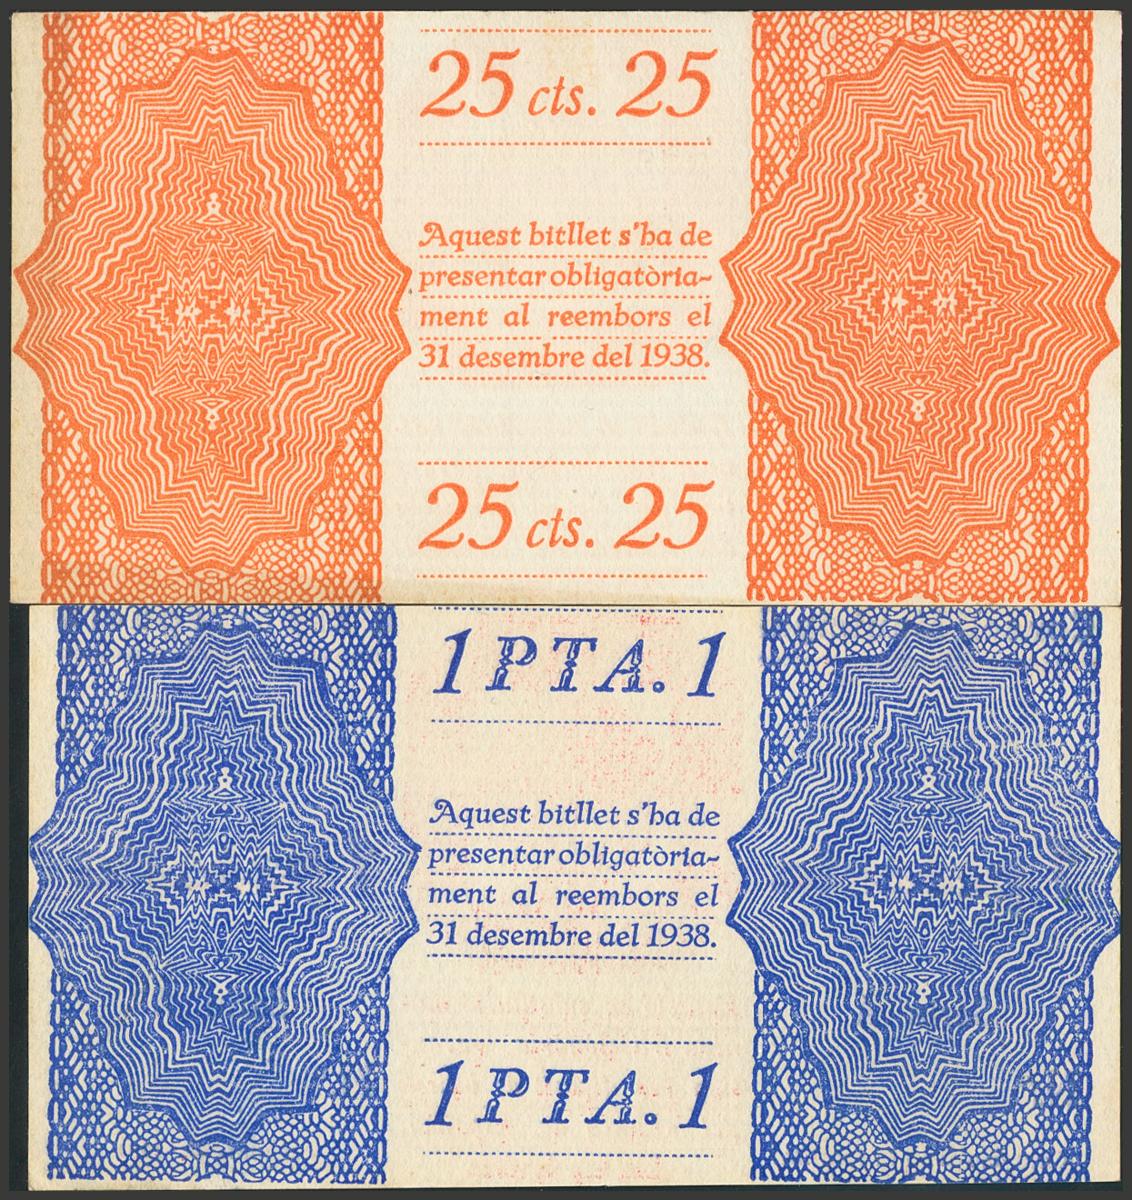 25 cts. 25
Aquest bitllet s'ha de
presentar obligatòria-
ment al reembors el
31 desembre del 1938.
25 cts. 25
1 PTA. 1
Aquest bitllet s'ha de
presentar obligatòria-
ment al reembors el
31 desembre del 1938.
1 PTA. 1